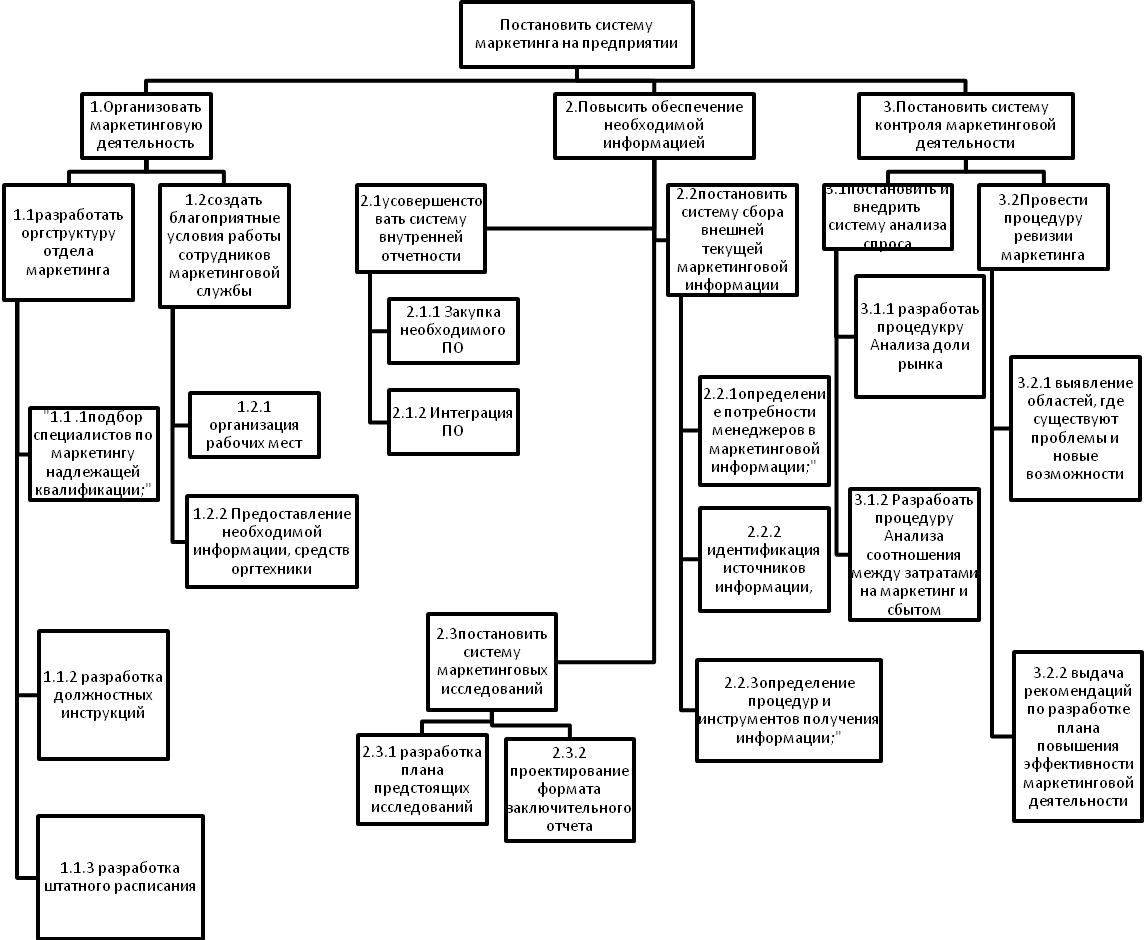 Постановить систему
маркетинга на предприятии
1.Организовать
маркетинговую
деятельность
2.Повысить обеспечение
необходимой
информацией
3.Постановить систему
контроля маркетинговой
деятельности
1.1разработать
оргструктуру
отдела
маркетинга
1.2создать
благоприятные
условия работы
сотрудников
маркетинговой
службы
2.1усовершенсто
вать систему
внутренней
отчетности
2.2постановить
систему сбора
внешней
текущей
маркетинговой
информации
3.1постановить и
внедрить
систему анализа
спроса
3.2Провести
процедуру
ревизии
маркетинга
"1.1 .1подбор
специалистов по
маркетингу
надлежащей
квалификации;"
1.1.2 разработка
должностных
инструкций
1.1.3 разработка
штатного расписания
1.2.1
организация
рабочих мест
1.2.2 Предоставление
необходимой
информации, средств
оргтехники
2.1.1 Закупка
необходимого
ПО
2.1.2 Интеграция
ПО
2.2.1определени
е потребности
менеджеров в
маркетинговой
информации;"
2.2.2
идентификация
источников
информации,
2.2.3определение
процедур и
инструментов получения
информации;"
2.3постановить
систему
маркетинговых
исследований
2.3.1 разработка
плана
предстоящих
исследований
2.3.2
проектирование
формата
заключительного
отчета
3.1.1 разработаь
процедукру
Анализа доли
рынка
3.1.2 Разрабоать
процедуру
Анализа
соотношения
между затратами
на маркетинг и
сбытом
3.2.1 выявление
областей, где
существуют
проблемы и
новые
возможности
3.2.2 выдача
рекомендаций
по разработке
плана
повышения
эффективности
маркетинговой
деятельности